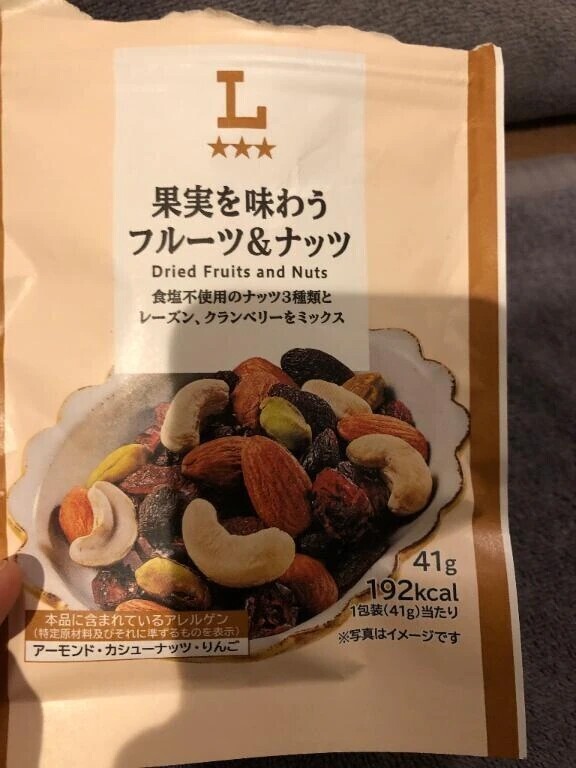 L
★★★
果実を味わう
フルーツ&ナッツ
Dried Fruits and Nuts
食塩不使用のナッツ3種類と
レーズン、クランベリーをミックス
41g
192kcal
1包装(41g)当たり
※写真はイメージです
本品に含まれているアレルゲン
(特定原材料及びそれに準ずるものを表示)
アーモンド・カシューナッツ・りんご